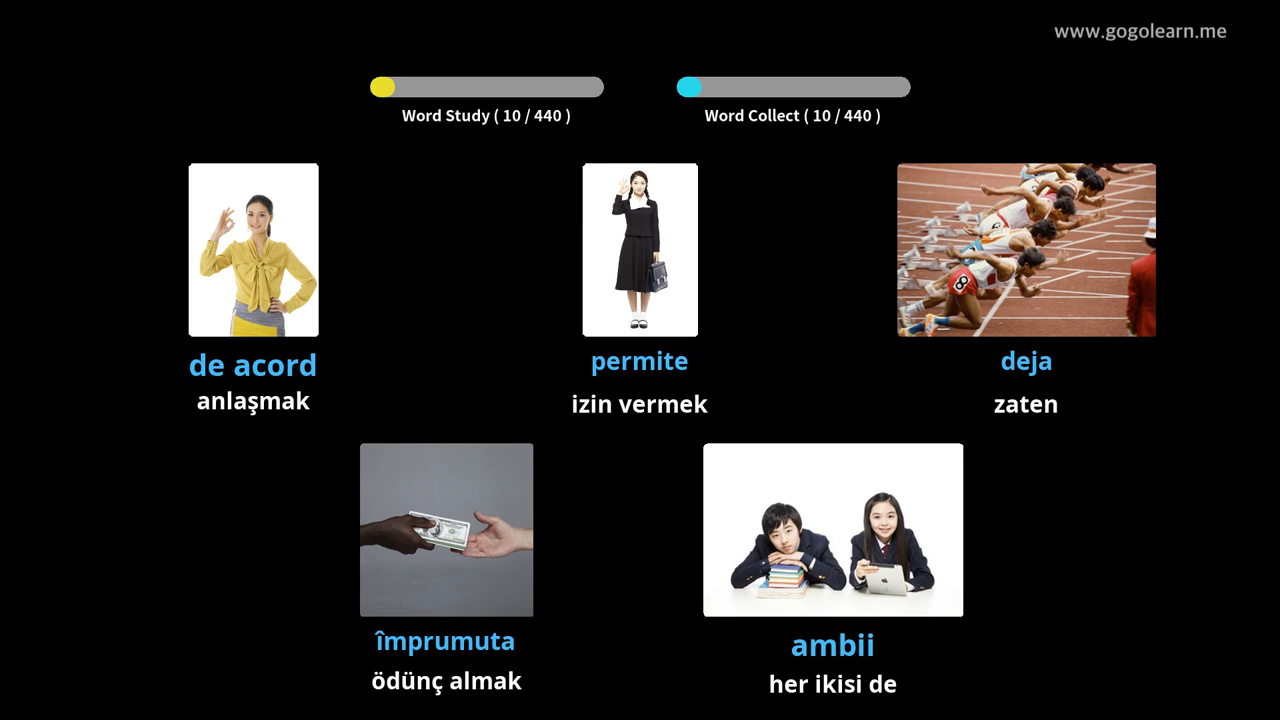 www.gogolearn.me
Word Study ( 10 / 440 )
Word Collect ( 10 / 440 )
de acord
anlaşmak
permite
izin vermek
deja
zaten
8
împrumuta
ödünç almak
ambii
her ikisi de